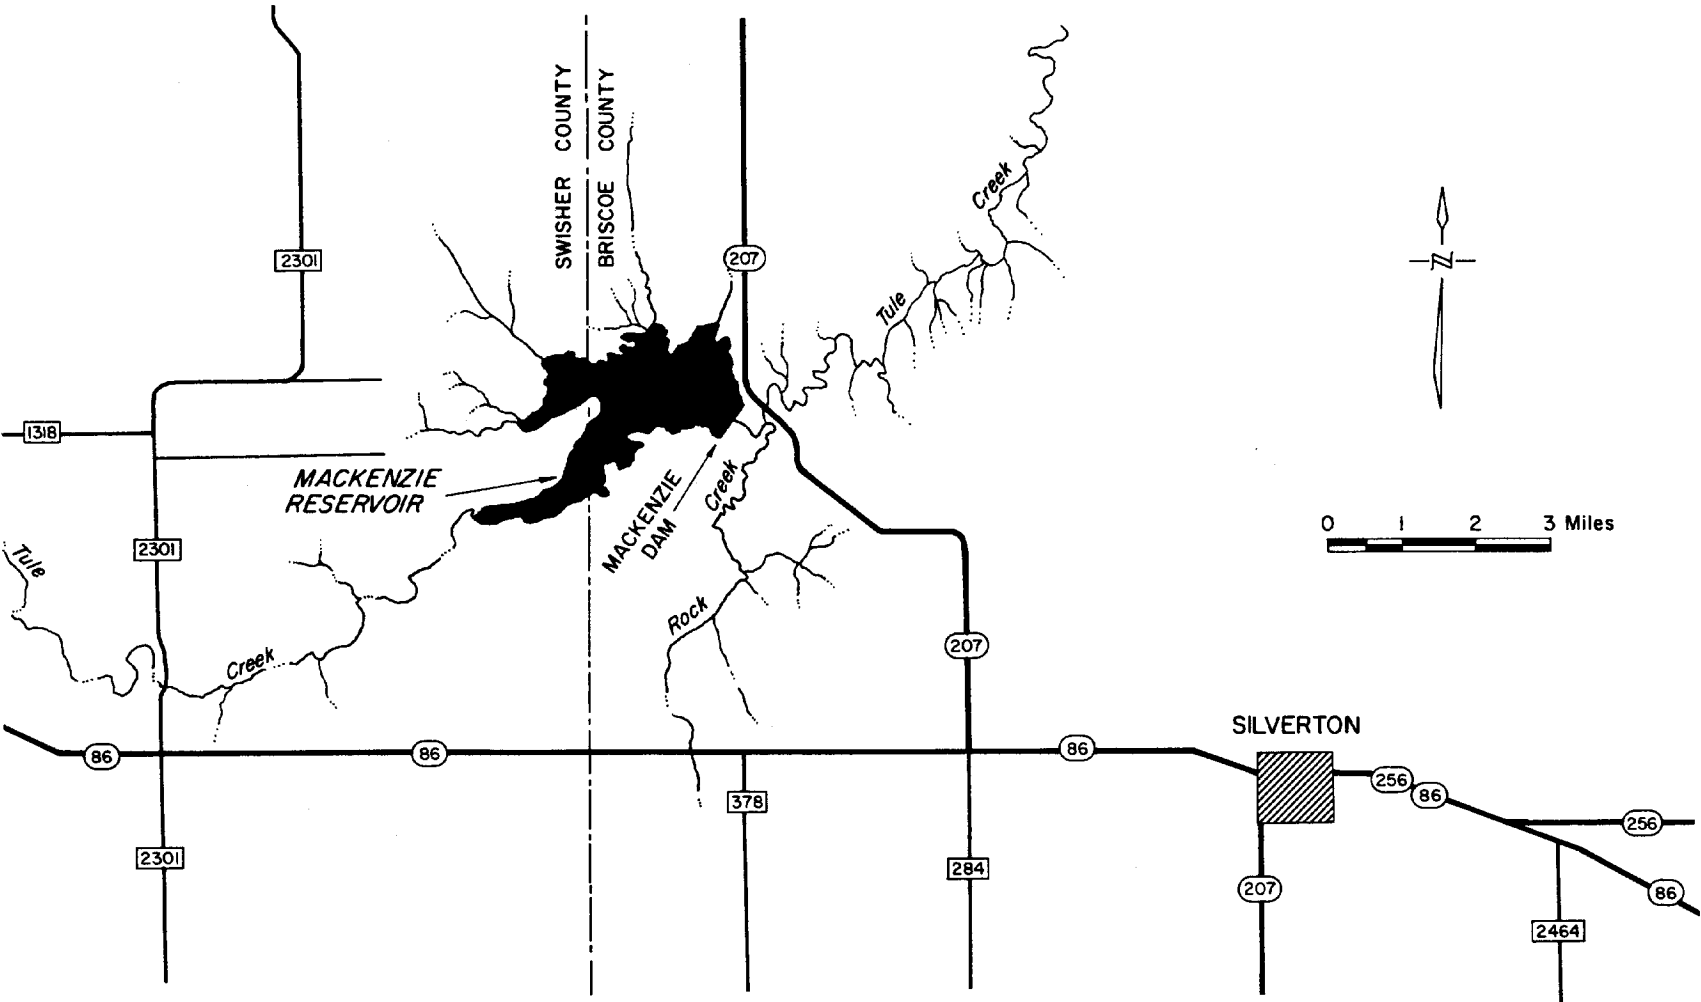 SWISHER COUNTY
BRISCOE COUNTY
2301
207
Creek
Tule
N
1318
MACKENZIE
RESERVOIR
MACKENZIE
DAM
Creek
0 1 2 3 Miles
Tule
2301
Rock
Creek
207
SILVERTON
86
86
86
256
86
378
256
2301
284
207
86
2464